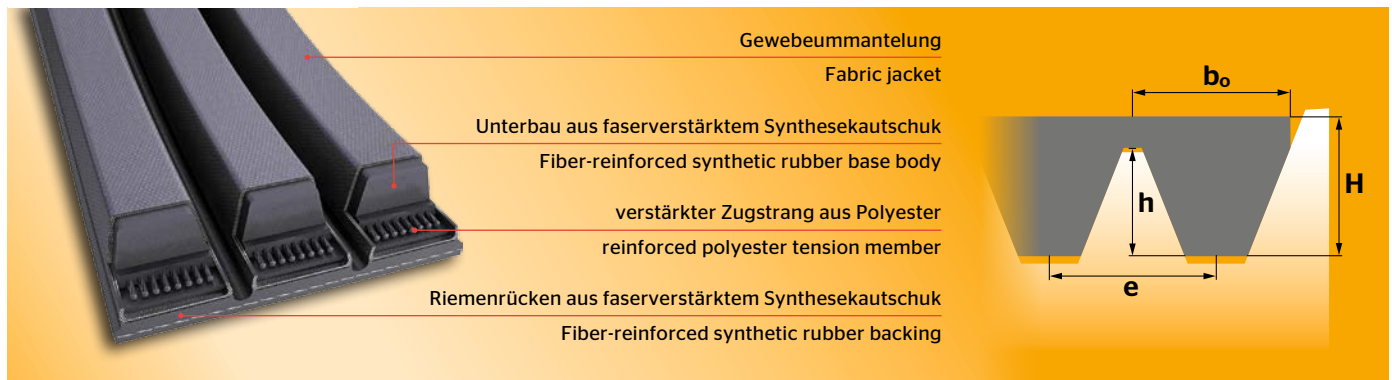 Gewebeummantelung
Fabric jacket
Unterbau aus faserverstärktem Synthesekautschuk
Fiber-reinforced synthetic rubber base body
verstärkter Zugstrang aus Polyester
reinforced polyester tension member
Riemenrücken aus faserverstärktem Synthesekautschuk
Fiber-reinforced synthetic rubber backing
bₒ
H
h
e